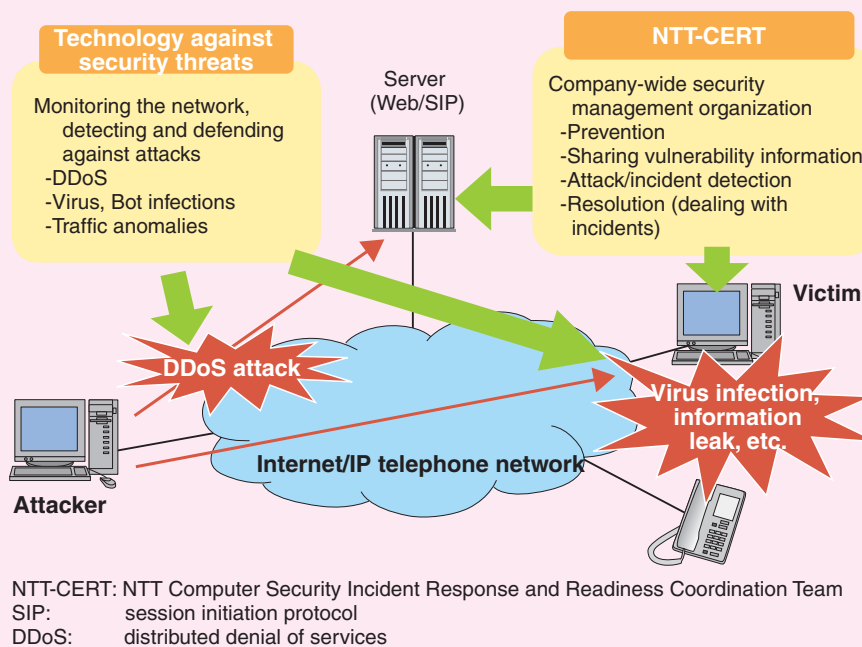 Technology against
security threats
Monitoring the network,
detecting and defending
against attacks
-DDoS
-Virus, Bot infections
-Traffic anomalies
Server
(Web/SIP)
NTT-CERT
Company-wide security
management organization
-Prevention
-Sharing vulnerability information
-Attack/incident detection
-Resolution (dealing with
incidents)
Victim
DDoS attack
Virus infection,
information
leak, etc.
Internet/IP telephone network
Attacker
NTT-CERT: NTT Computer Security Incident Response and Readiness Coordination Team
SIP: session initiation protocol
DDoS: distributed denial of services